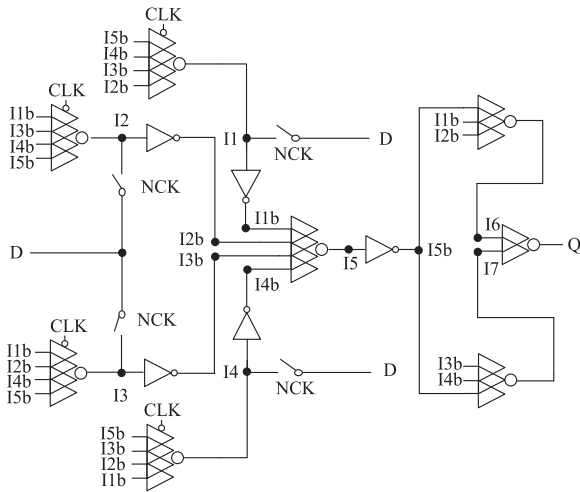 CLK
I5b
I4b
I3b
I2b
CLK
I1b
I3b
I4b
I5b
I2
I1
NCK
D
I1b
I2b
NCK
I1b
I2b
I3b
I4b
I5
I5b
I6
I7
Q
D
NCK
CLK
I1b
I2b
I4b
I5b
I3
I4
NCK
D
I3b
I4b
CLK
I5b
I3b
I2b
I1b